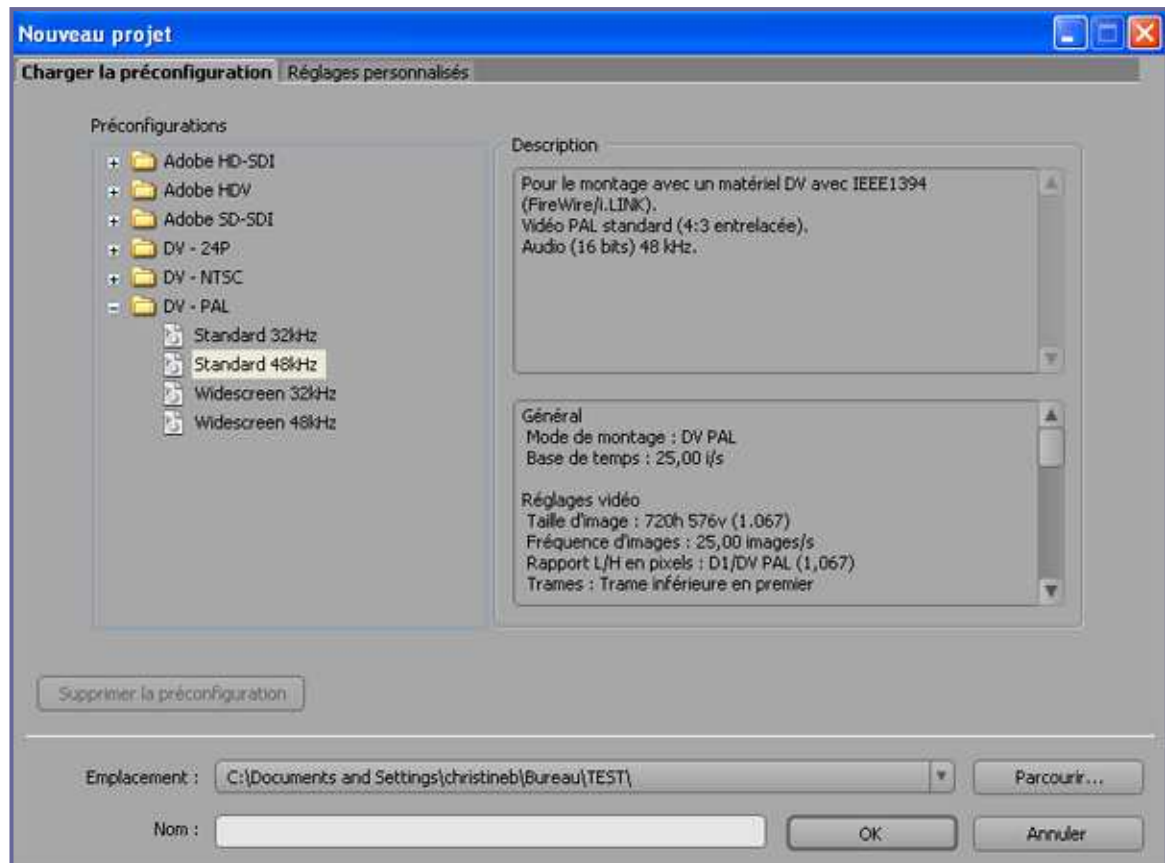 Nouveau projet
Charger la préconfiguration
Réglages personnalisés
Préconfigurations
Adobe HD-SDI
Adobe HDV
Adobe SD-SDI
DV - 24P
DV - NTSC
DV - PAL
Standard 32kHz
Standard 48kHz
Widescreen 32kHz
Widescreen 48kHz
Description
Pour le montage avec un matériel DV avec IEEE1394
(FireWire/i.LINK).
Vidéo PAL standard (4:3 entrelacée).
Audio (16 bits) 48 kHz.
Général
Mode de montage : DV PAL
Base de temps : 25,00 i/s
Réglages vidéo
Taille d'image : 720h 576v (1.067)
Fréquence d'images : 25,00 images/s
Rapport L/H en pixels : D1/DV PAL (1,067)
Trames : Trame inférieure en premier
Supprimer la préconfiguration
Emplacement : C:\Documents and Settings\christineb\Bureau\TEST\ Parcourir...
Nom : OK Annuler